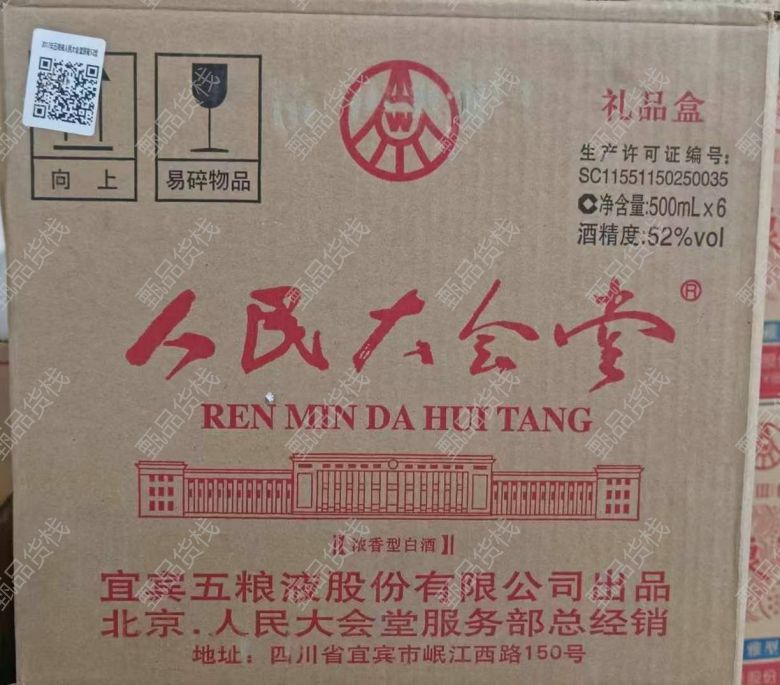 向 上
易碎物品
W
礼品盒
生产许可证编号:
SC11551150250035
净含量:500mL x 6
酒精度:52%vol
人民大会堂®
REN MIN DA HUI TANG
浓香型白酒
宜宾五粮液股份有限公司出品
北京.人民大会堂服务部总经销
地址:四川省宜宾市岷江西路150号
甄品货栈